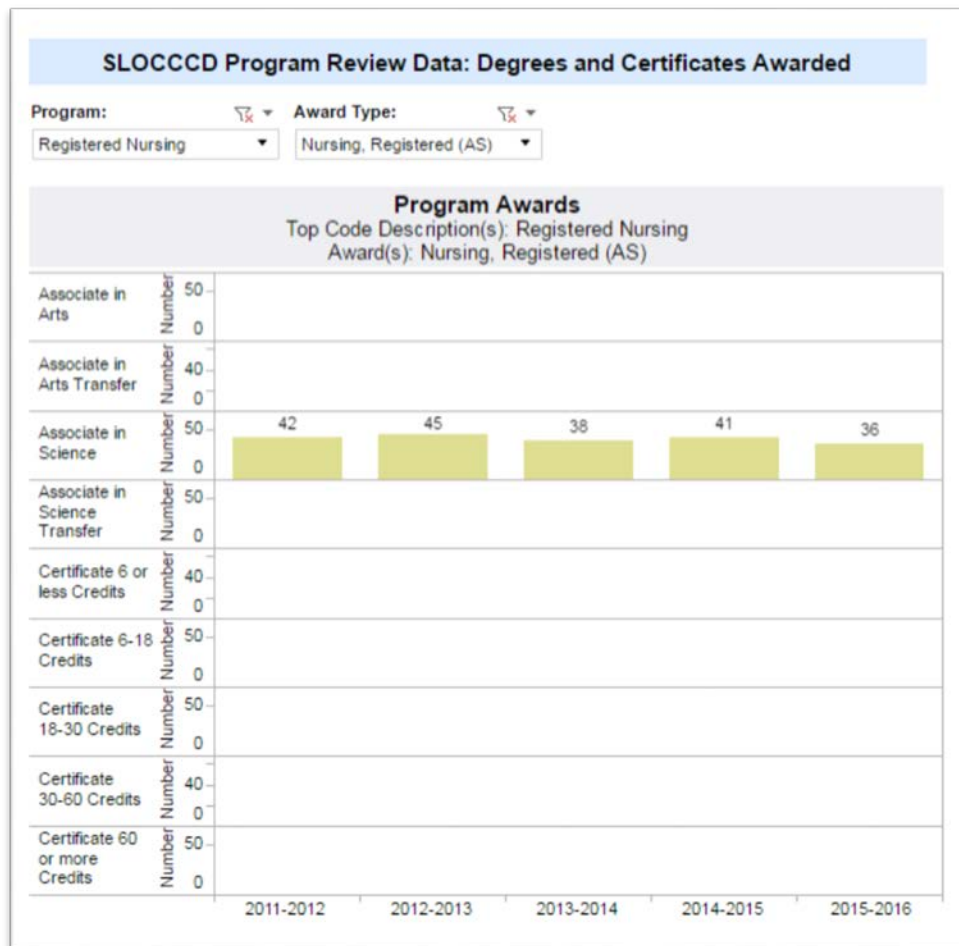 SLOCCCD Program Review Data: Degrees and Certificates Awarded
Program:
Award Type:
Registered Nursing
Nursing, Registered (AS)
Program Awards
Top Code Description(s): Registered Nursing
Award(s): Nursing, Registered (AS)
Associate in
Arts
Number
50
0
Associate in
Arts Transfer
Number
40
0
Associate in
Science
Number
50
0
42
45
38
41
36
Associate in
Science
Transfer
Number
50
0
Certificate 6 or
less Credits
Number
40
0
Certificate 6-18
Credits
Number
50
0
Certificate
18-30 Credits
Number
50
0
Certificate
30-60 Credits
Number
40
0
Certificate 60
or more
Credits
Number
50
0
2011-2012
2012-2013
2013-2014
2014-2015
2015-2016